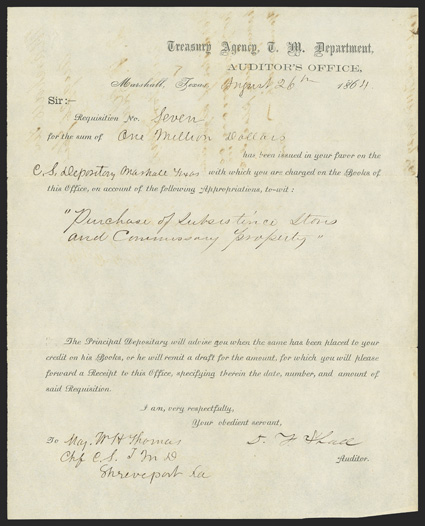 Treasury Agency, T. M. Department,
AUDITOR'S OFFICE,
Marshall, Texas August 26th 1864
Sir:-
Requisition No. Seven
for the sum of One Million Dollars
has been issued in your favor on the
C. S. Depository Marshall Texas with which you are charged on the Books of
this Office, on account of the following Appropriations, to-wit:
"Purchase of Subsistence Stores
and Commissary Property"
The Principal Depositary will advise you when the same has been placed to your
credit on his Books, or he will remit a draft for the amount, for which you will please
forward a Receipt to this Office, specifying therein the date, number, and amount of
said Requisition.
I am, very respectfully,
Your obedient servant,
To Maj. W H Thomas
Chf C. S. T M D
Auditor.
Shreveport La